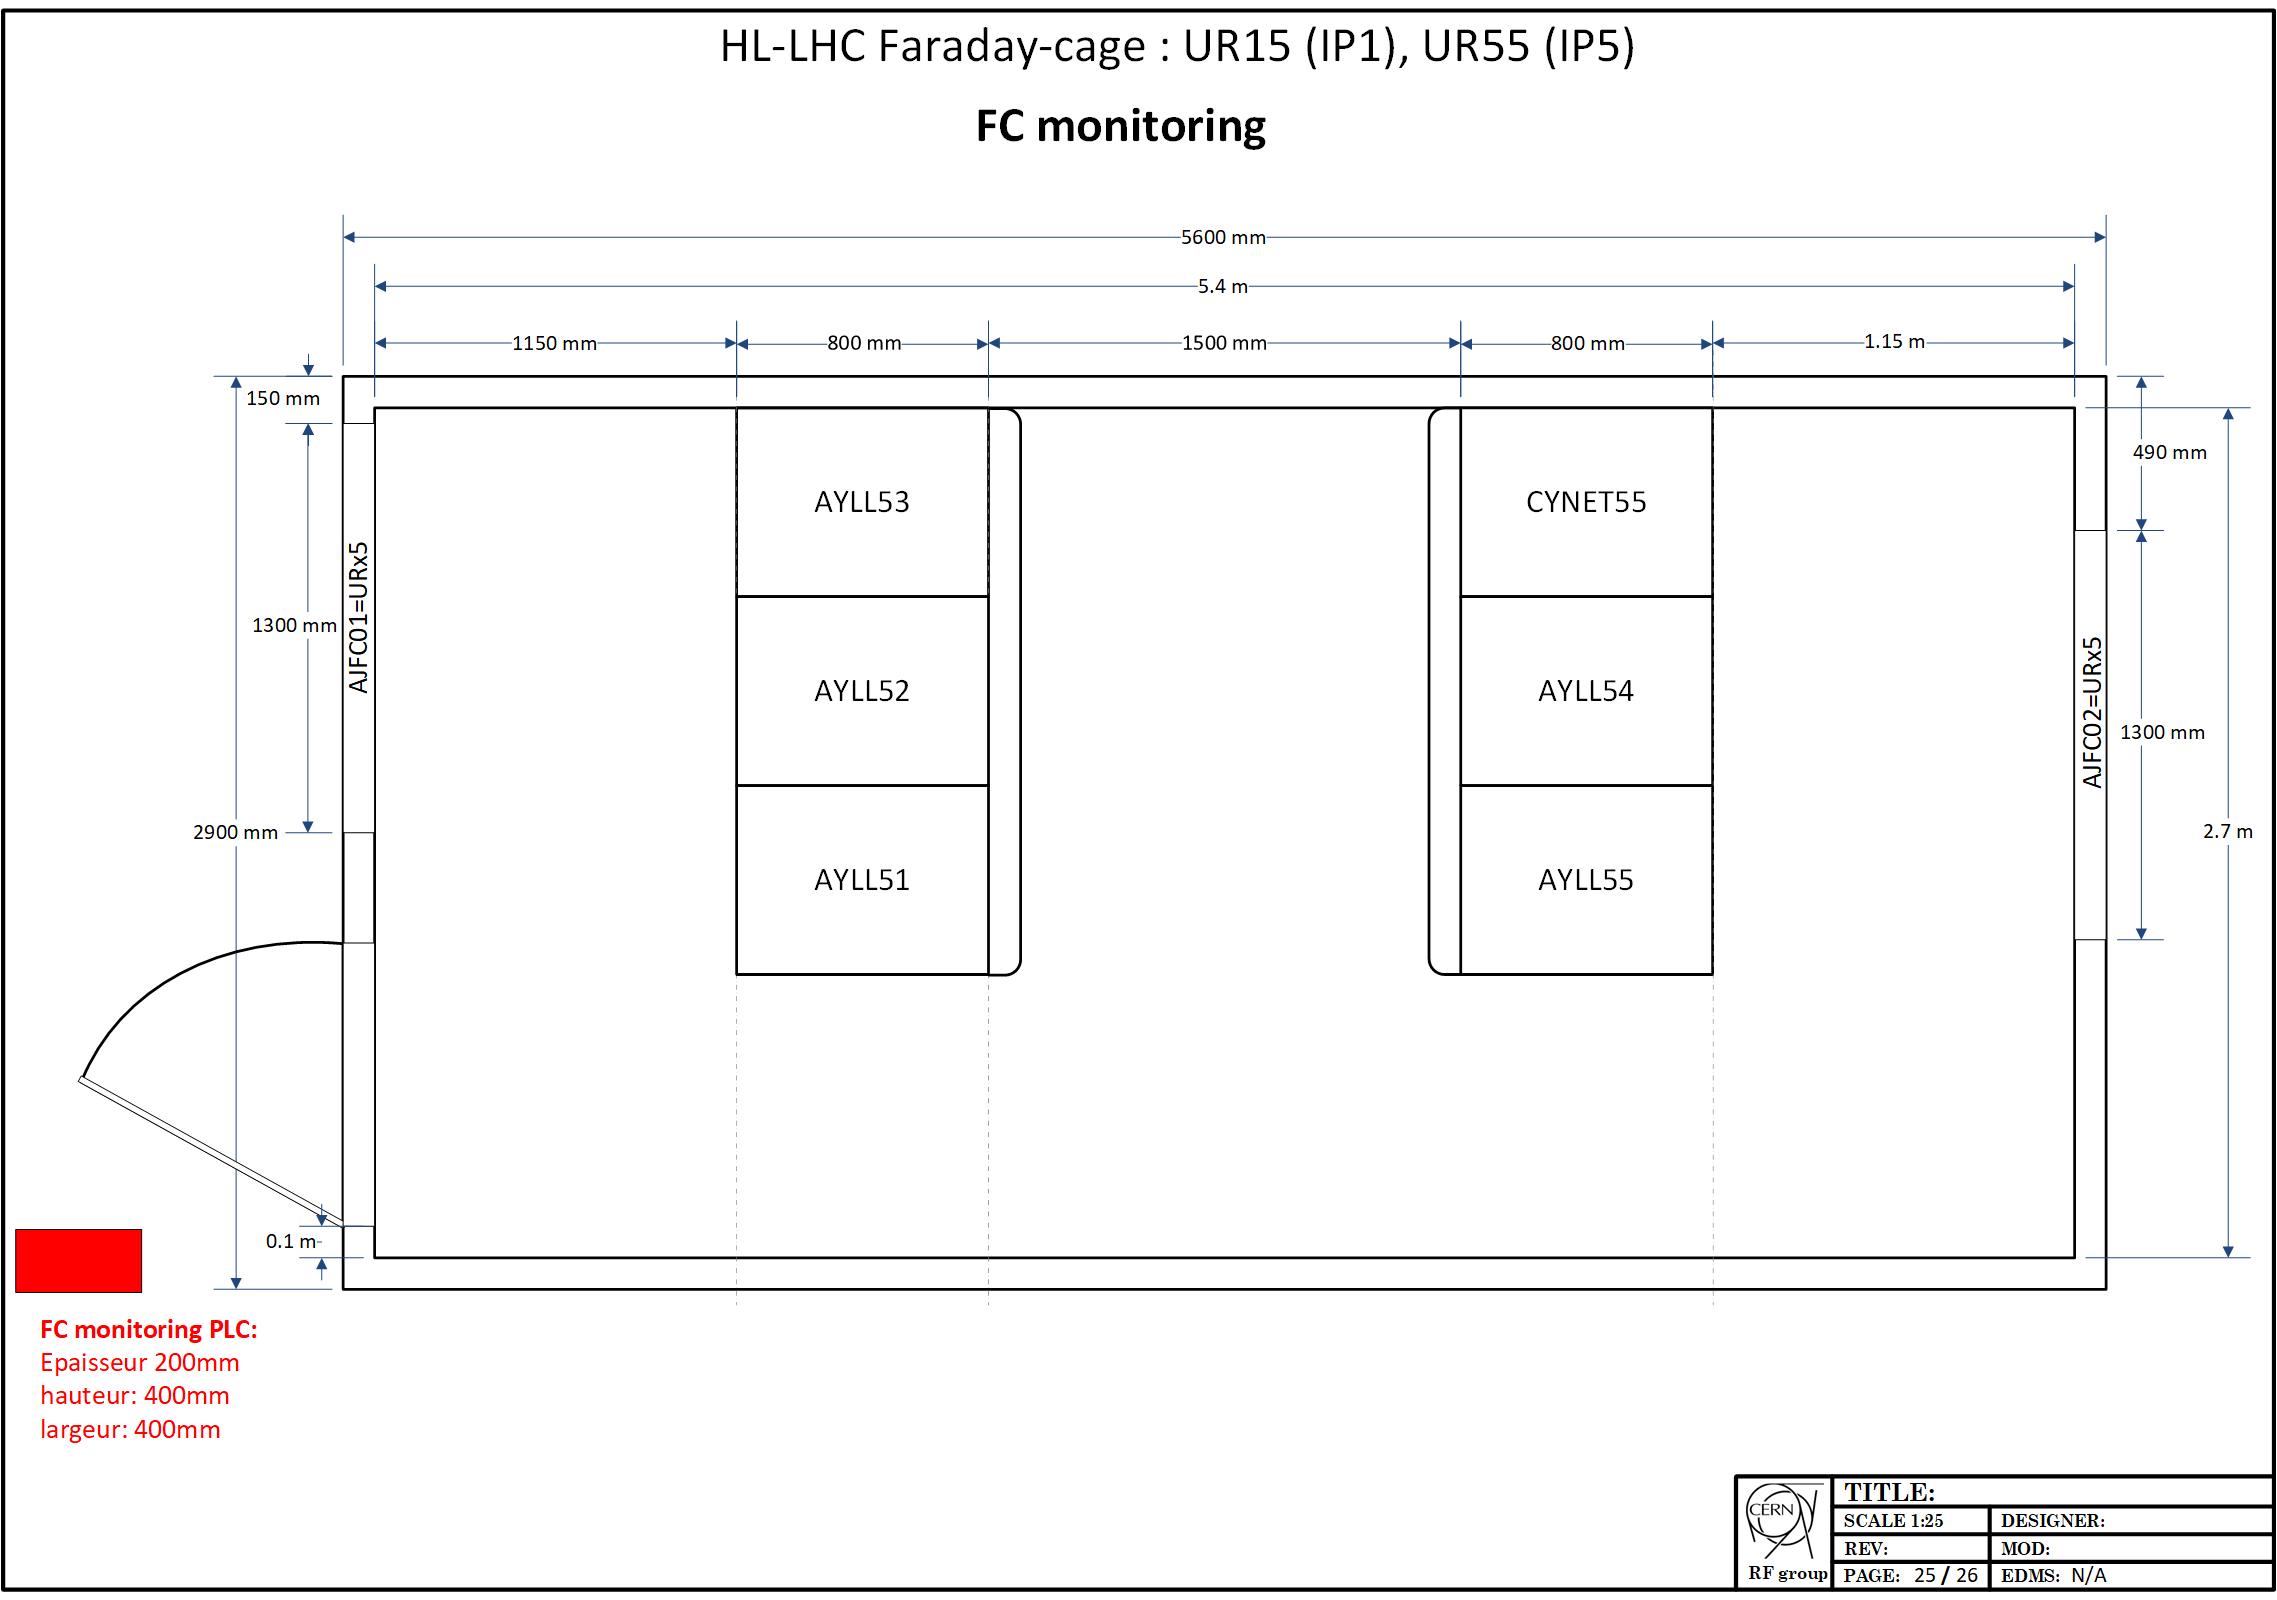 HL-LHC Faraday-cage : UR15 (IP1), UR55 (IP5)
FC monitoring
5600 mm
5.4 m
1150 mm
800 mm
1500 mm
800 mm
1.15 m
150 mm
490 mm
AYLL53
CYNET55
AJFC01=URx5
1300 mm
AYLL52
AYLL54
AJFC02=URx5
1300 mm
2900 mm
2.7 m
AYLL51
AYLL55
0.1 m
FC monitoring PLC:
Epaisseur 200mm
hauteur: 400mm
largeur: 400mm
CERN
RF group
TITLE:
SCALE 1:25
DESIGNER:
REV:
MOD:
PAGE: 25 / 26
EDMS: N/A